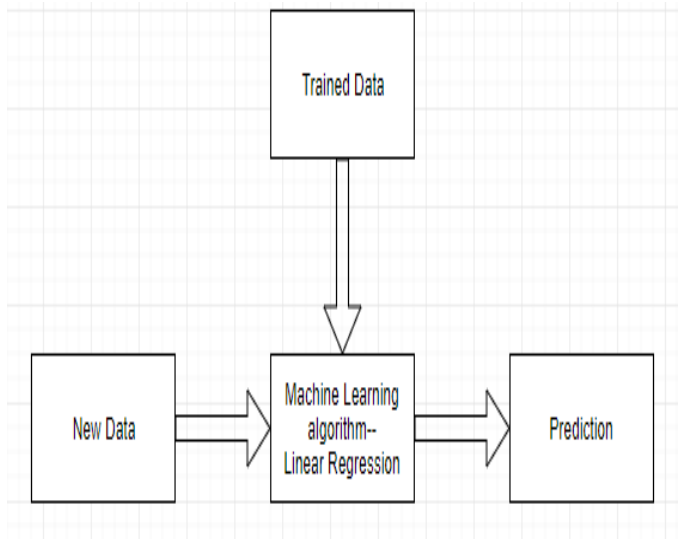 Trained Data
New Data
Machine Learning
algorithm--
Linear Regression
Prediction